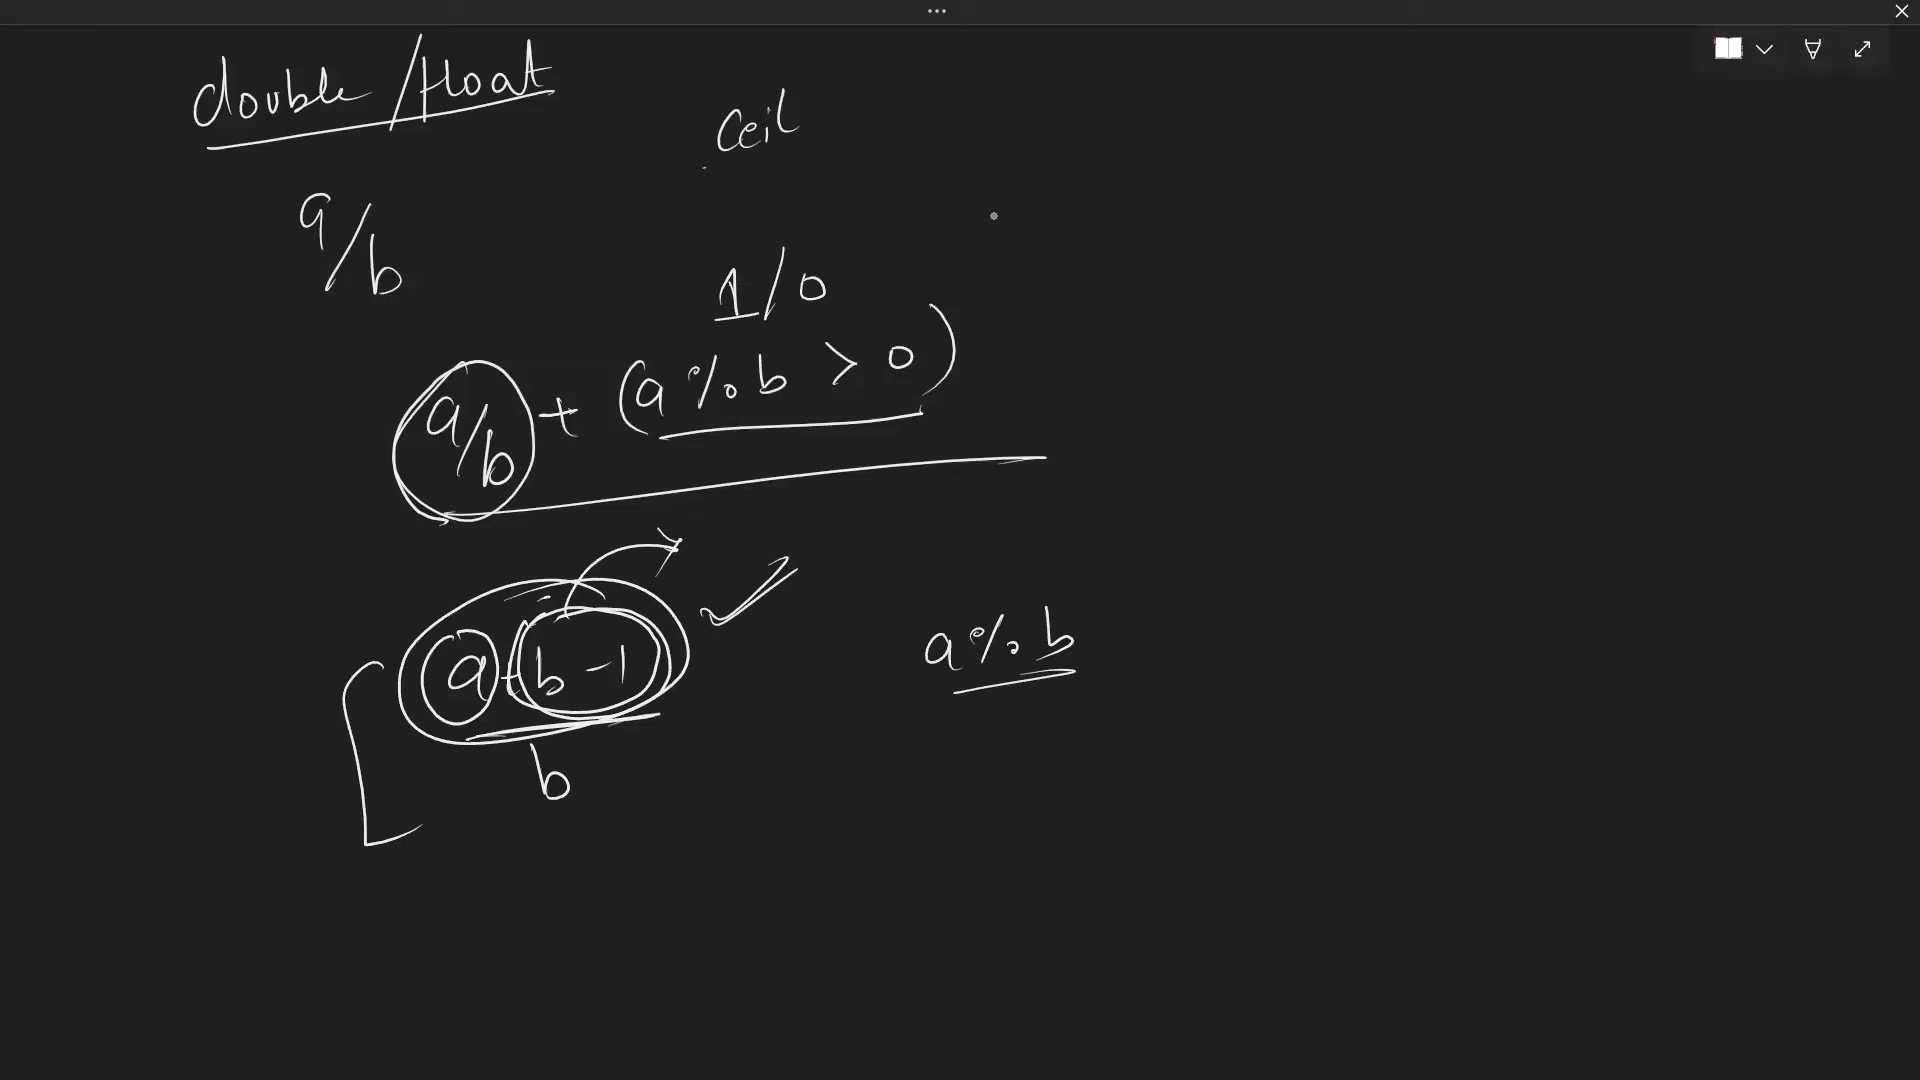 double/float
ceil
a/b
1/0
a/b + (a%b > 0)
a+b-1
b
a%b